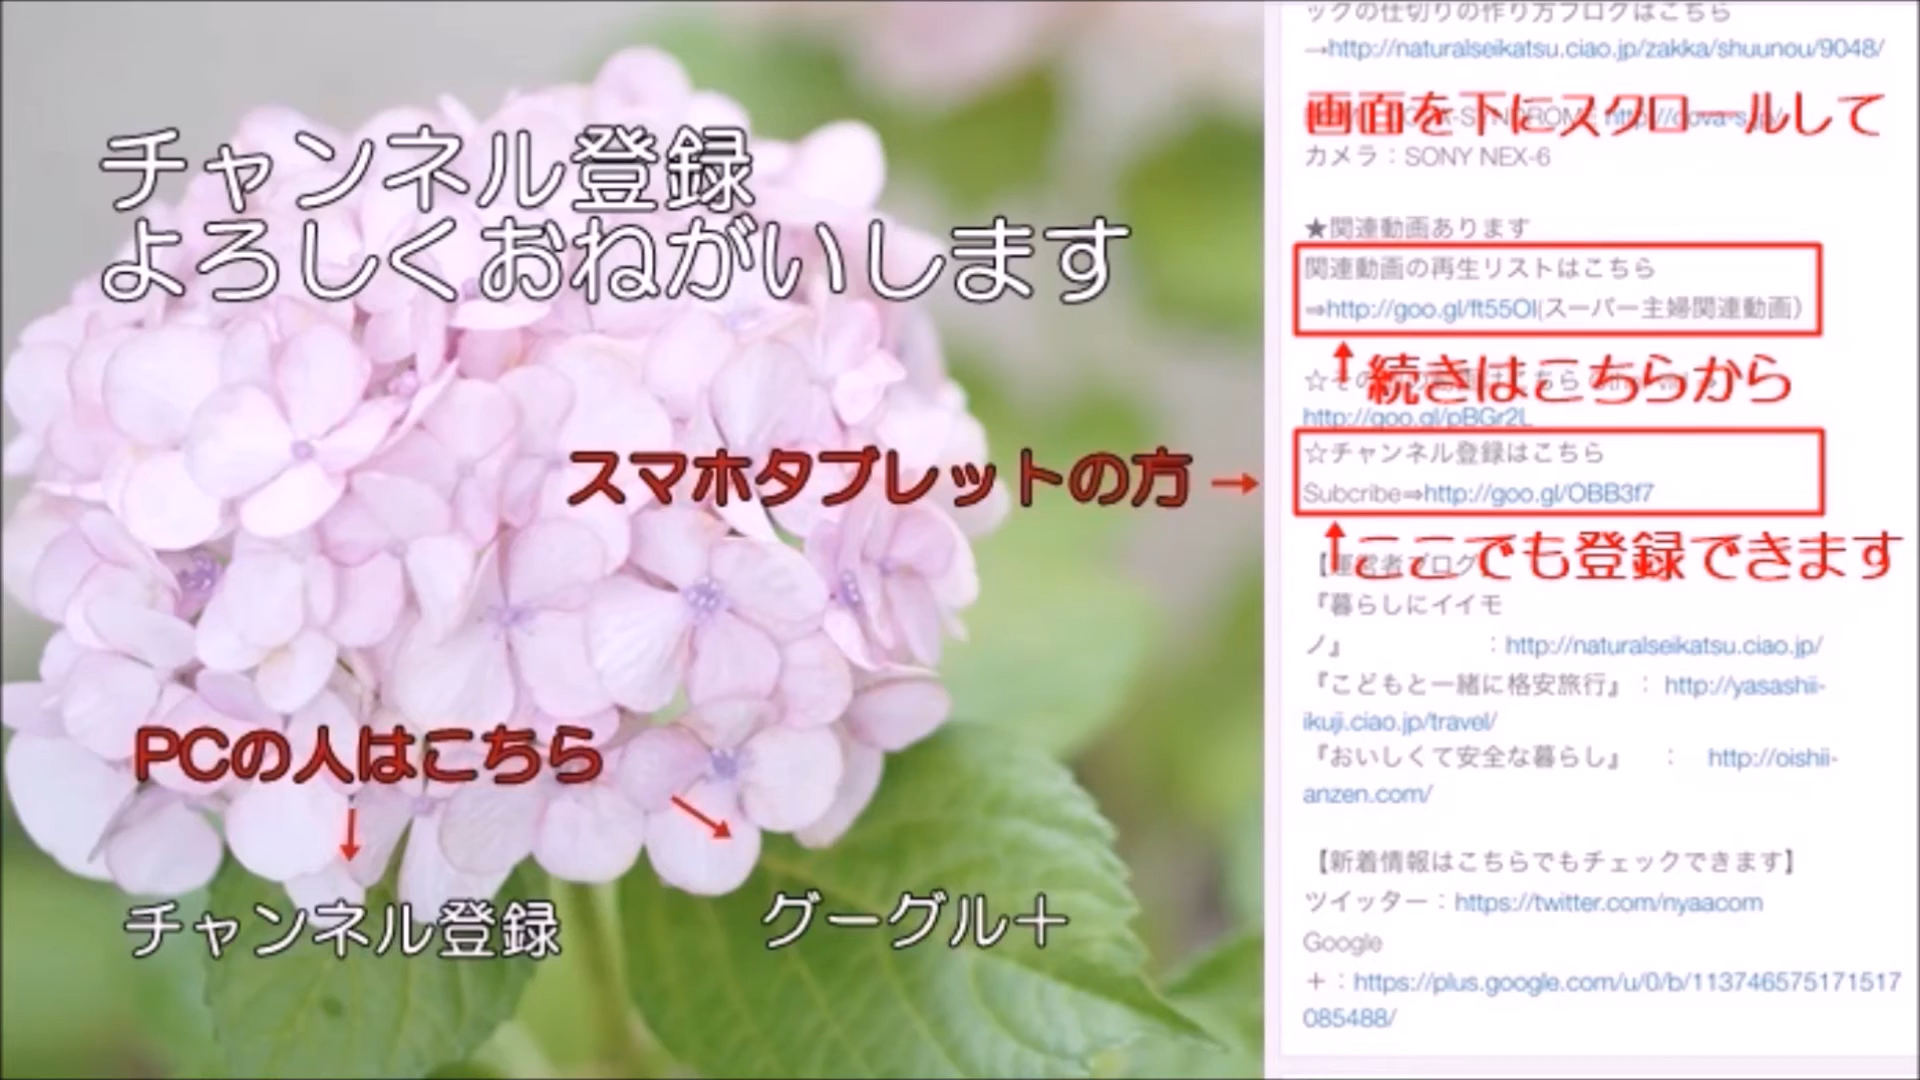 チャンネル登録
よろしくおねがいします
スマホタブレットの方 →
PCの人はこちら
チャンネル登録
グーグル＋
ックの仕切りの作り方ブログはこちら
→http://naturalseikatsu.ciao.jp/zakka/shuunou/9048/
画面を下にスクロールして
カメラ：SONY NEX-6
★関連動画あります
関連動画の再生リストはこちら
⇒http://goo.gl/ft55OI(スーパー主婦関連動画)
↑続きはこちらから
http://goo.gl/pBGr2L
☆チャンネル登録はこちら
Subcribe⇒http://goo.gl/OBB3f7
↑ここでも登録できます
【運営者ブログ
『暮らしにイイモ
ノ』 ：http://naturalseikatsu.ciao.jp/
『こどもと一緒に格安旅行』： http://yasashii-
ikuji.ciao.jp/travel/
『おいしくて安全な暮らし』 ： http://oishii-
anzen.com/
【新着情報はこちらでもチェックできます】
ツイッター：https://twitter.com/nyaacom
Google
＋：https://plus.google.com/u/0/b/113746575171517
085488/